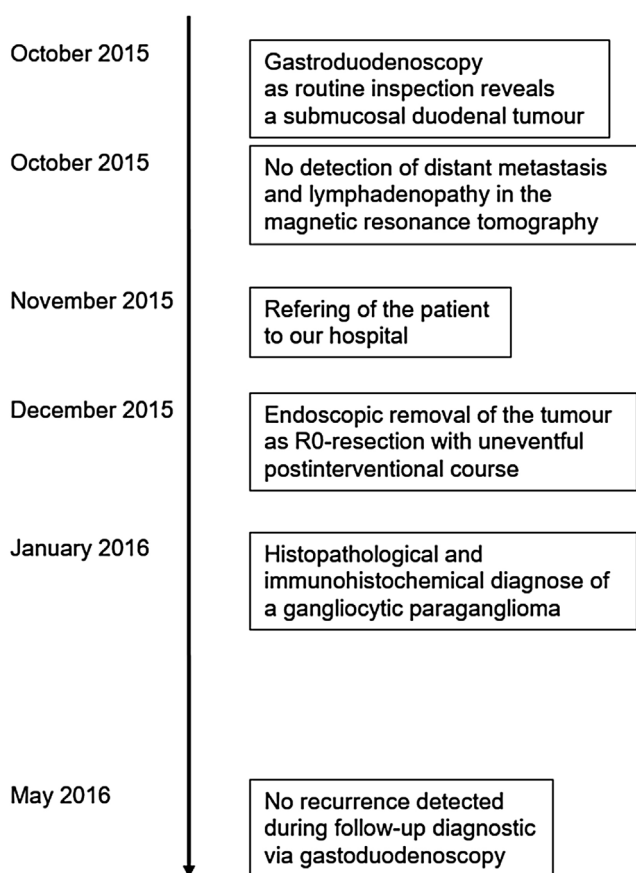 October 2015
Gastroduodenoscopy
as routine inspection reveals
a submucosal duodenal tumour
October 2015
No detection of distant metastasis
and lymphadenopathy in the
magnetic resonance tomography
November 2015
Refering of the patient
to our hospital
December 2015
Endoscopic removal of the tumour
as R0-resection with uneventful
postinterventional course
January 2016
Histopathological and
immunohistochemical diagnose of
a gangliocytic paraganglioma
May 2016
No recurrence detected
during follow-up diagnostic
via gastoduodenoscopy